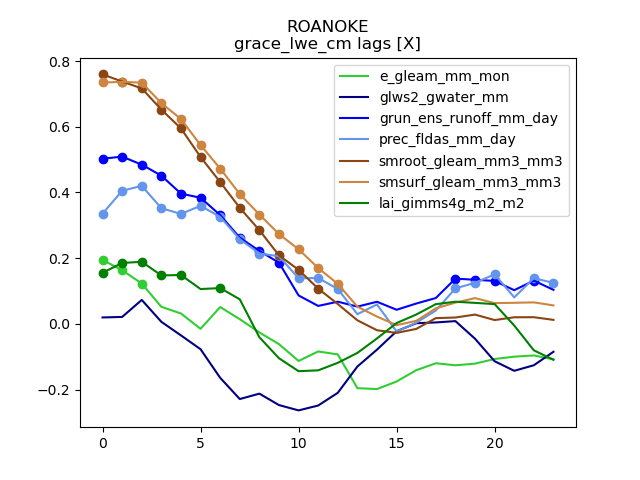 ROANOKE
grace_lwe_cm lags [X]
0.8
0.6
0.4
0.2
0.0
−0.2
0
5
10
15
20
e_gleam_mm_mon
glws2_gwater_mm
grun_ens_runoff_mm_day
prec_fldas_mm_day
smroot_gleam_mm3_mm3
smsurf_gleam_mm3_mm3
lai_gimms4g_m2_m2